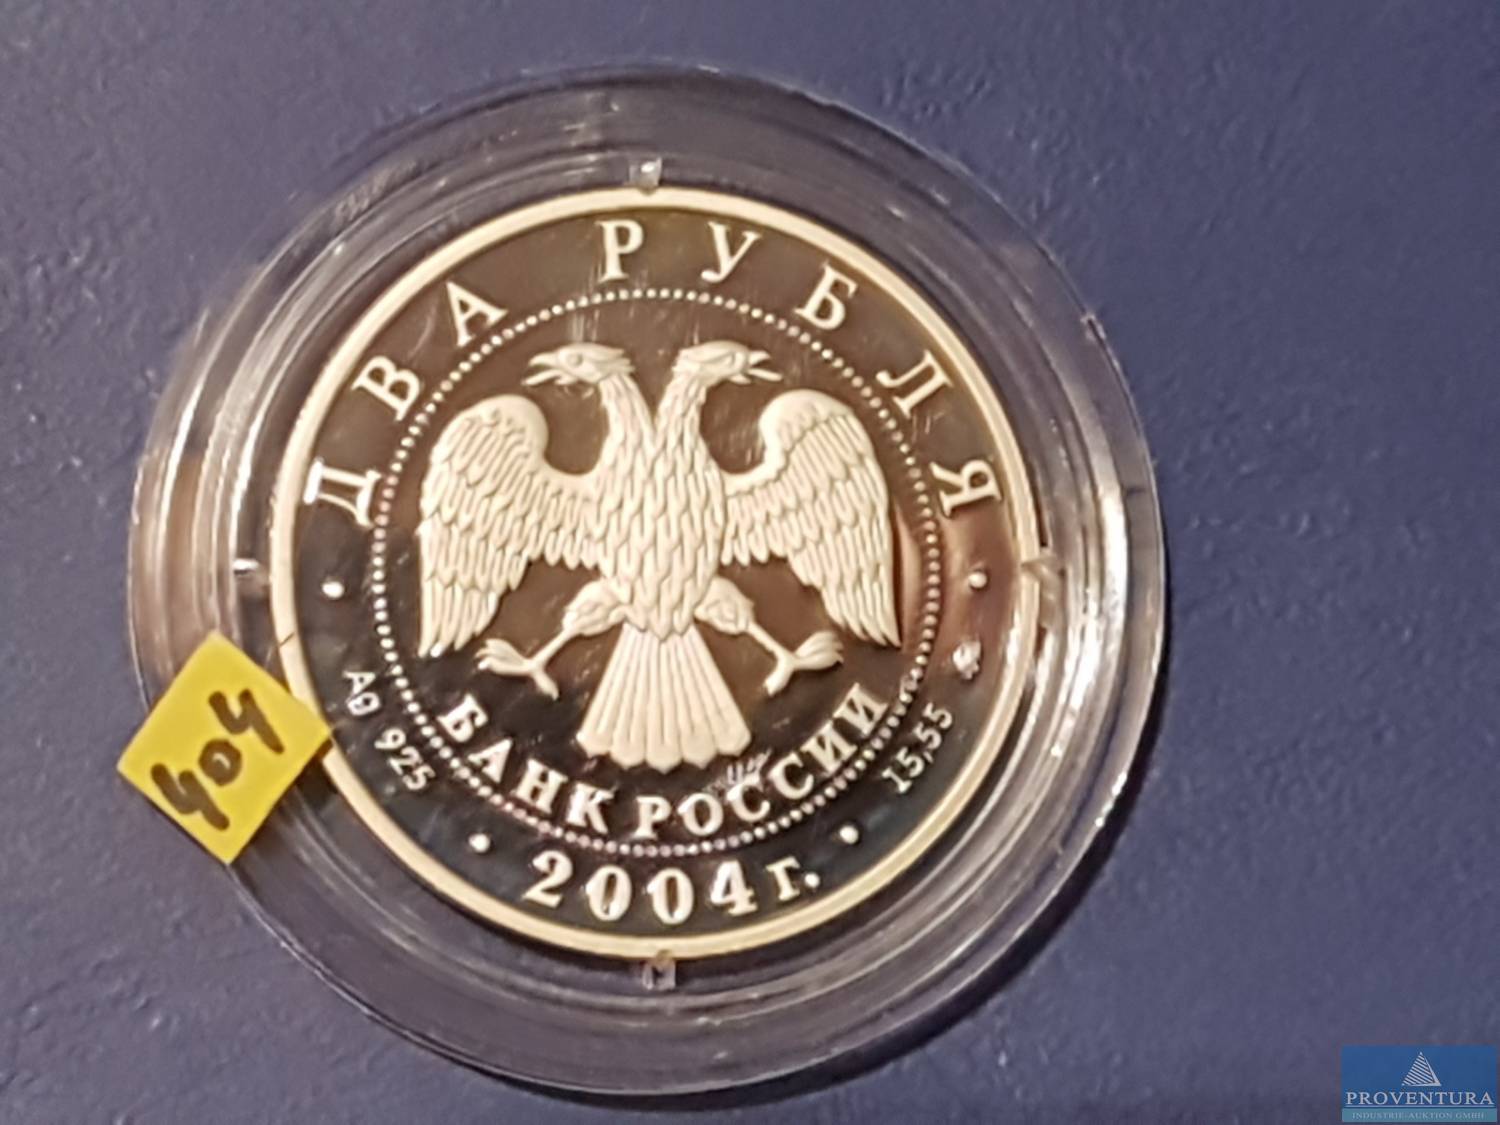 ДВА РУБЛЯ
Ag 925
БАНК РОССИИ
15,55
2004 г.
404
PROVENTURA
INDUSTRIE-AUKTION GMBH